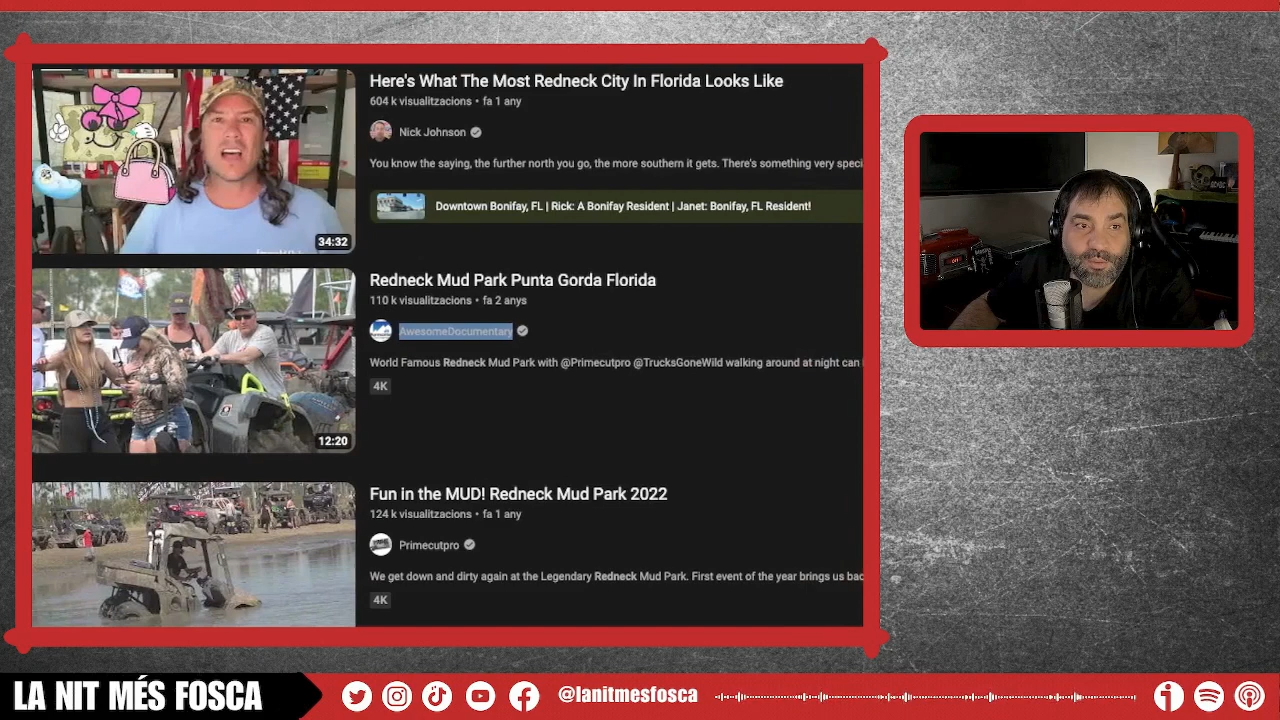 Here's What The Most Redneck City In Florida Looks Like
604 k visualitzacions • fa 1 any
Nick Johnson
You know the saying, the further north you go, the more southern it gets. There's something very speci
Downtown Bonifay, FL | Rick: A Bonifay Resident | Janet: Bonifay, FL Resident!
34:32
Redneck Mud Park Punta Gorda Florida
110 k visualitzacions • fa 2 anys
AwesomeDocumentary
World Famous Redneck Mud Park with @Primecutpro @TrucksGoneWild walking around at night can
4K
12:20
Fun in the MUD! Redneck Mud Park 2022
124 k visualitzacions • fa 1 any
Primecutpro
We get down and dirty again at the Legendary Redneck Mud Park. First event of the year brings us bac
4K
LA NIT MÉS FOSCA
@lanitmesfosca